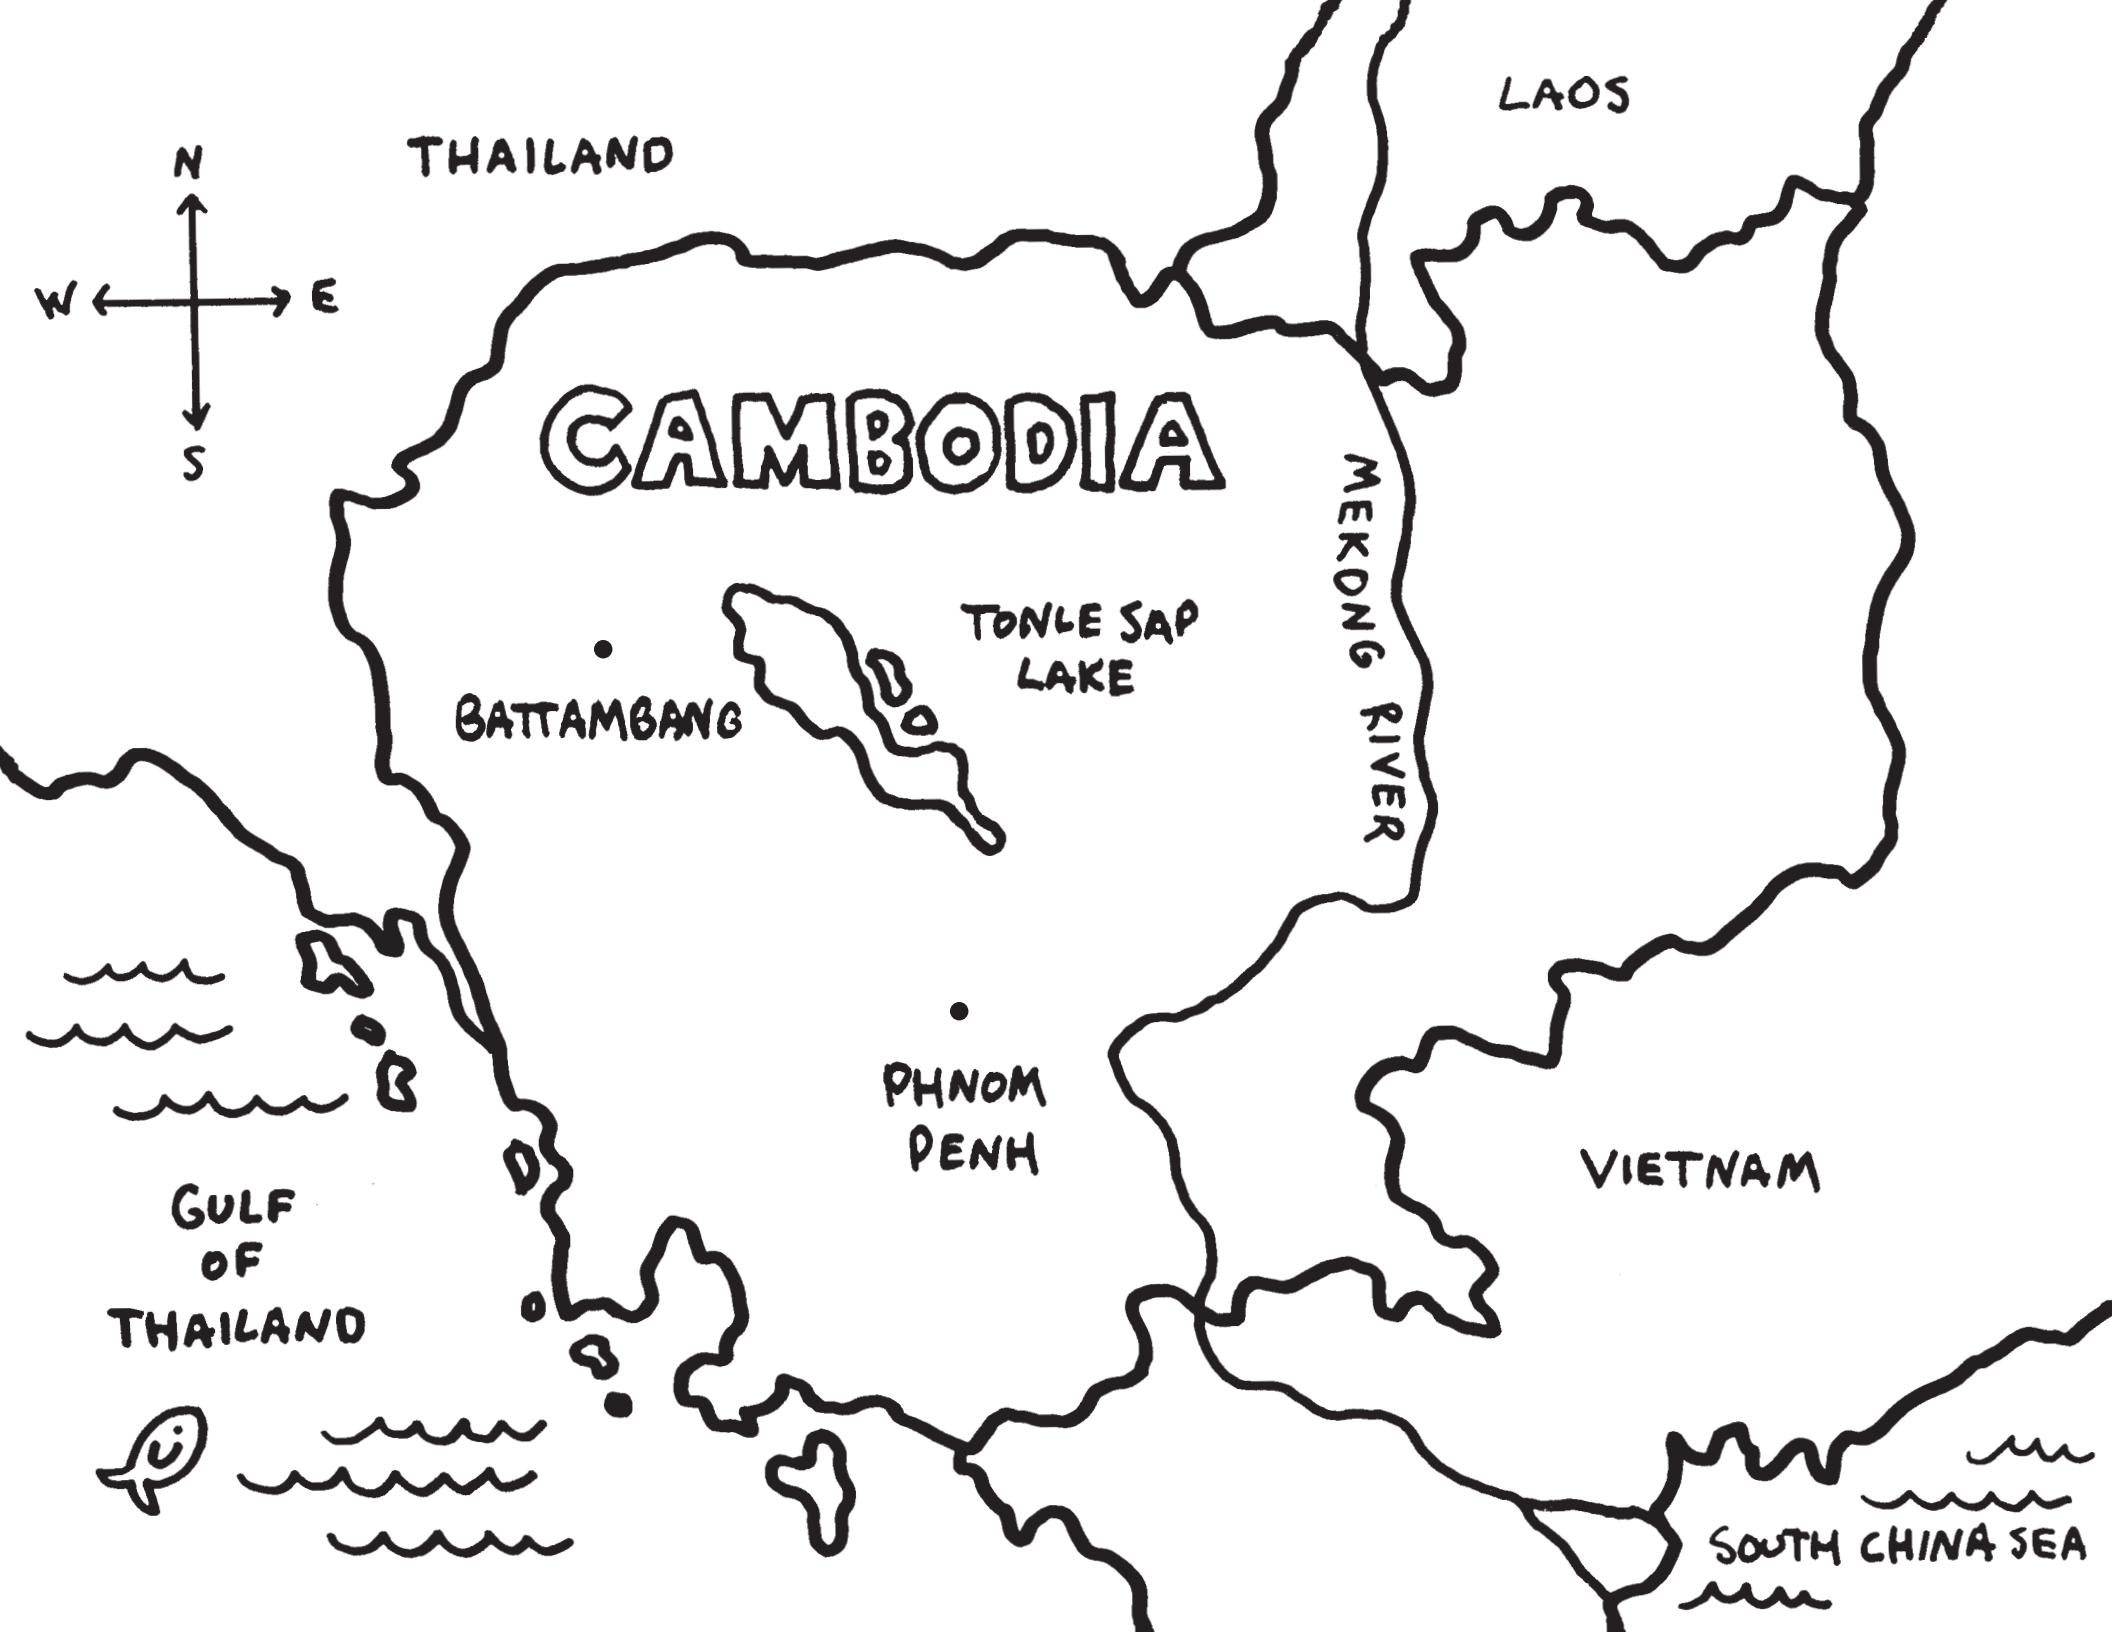 LAOS
THAILAND
N
W
E
S
CAMBODIA
MEKONG RIVER
TONLE SAP
LAKE
BATTAMBANG
PHNOM
PENH
VIETNAM
GULF
OF
THAILAND
SOUTH CHINA SEA